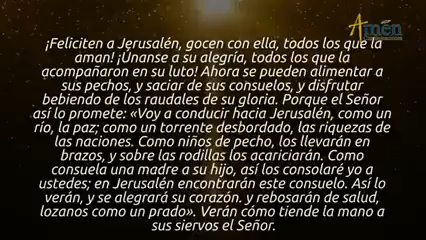 Amén
¡Feliciten a Jerusalén, gocen con ella, todos los que la
aman! ¡Únanse a su alegría, todos los que la
acompañaron en su luto! Ahora se pueden alimentar a
sus pechos, y saciar de sus consuelos, y disfrutar
bebiendo de los raudales de su gloria. Porque el Señor
así lo promete: «Voy a conducir hacia Jerusalén, como un
río, la paz; como un torrente desbordado, las riquezas de
las naciones. Como niños de pecho, los llevarán en
brazos, y sobre las rodillas los acariciarán. Como
consuela una madre a su hijo, así los consolaré yo a
ustedes; en Jerusalén encontrarán este consuelo. Así lo
verán, y se alegrará su corazón. y rebosarán de salud,
lozanos como un prado». Verán cómo tiende la mano a
sus siervos el Señor.